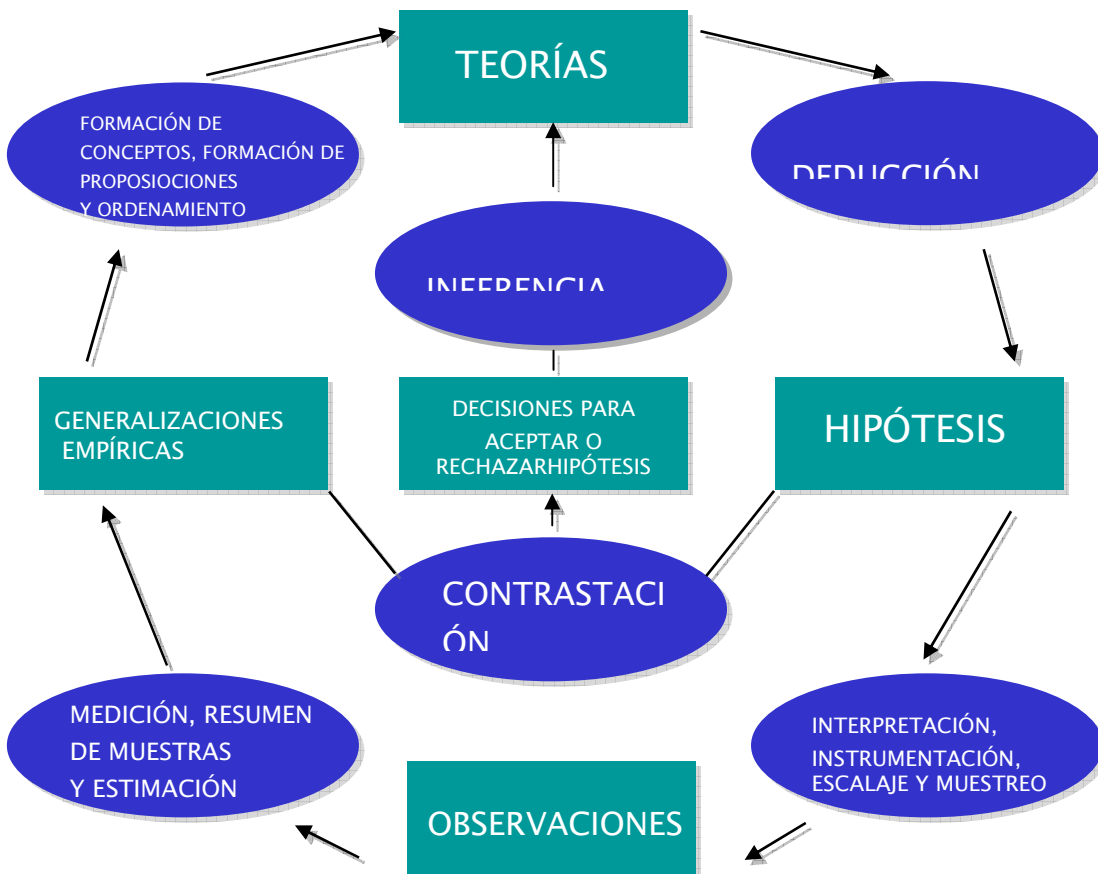 TEORÍAS
FORMACIÓN DE
CONCEPTOS, FORMACIÓN DE
PROPOSIOCIONES
Y ORDENAMIENTO
DEDUCCIÓN
INFERENCIA
GENERALIZACIONES
EMPÍRICAS
DECISIONES PARA
ACEPTAR O
RECHAZARHIPÓTESIS
HIPÓTESIS
CONTRASTACI
ÓN
MEDICIÓN, RESUMEN
DE MUESTRAS
Y ESTIMACIÓN
INTERPRETACIÓN,
INSTRUMENTACIÓN,
ESCALAJE Y MUESTREO
OBSERVACIONES